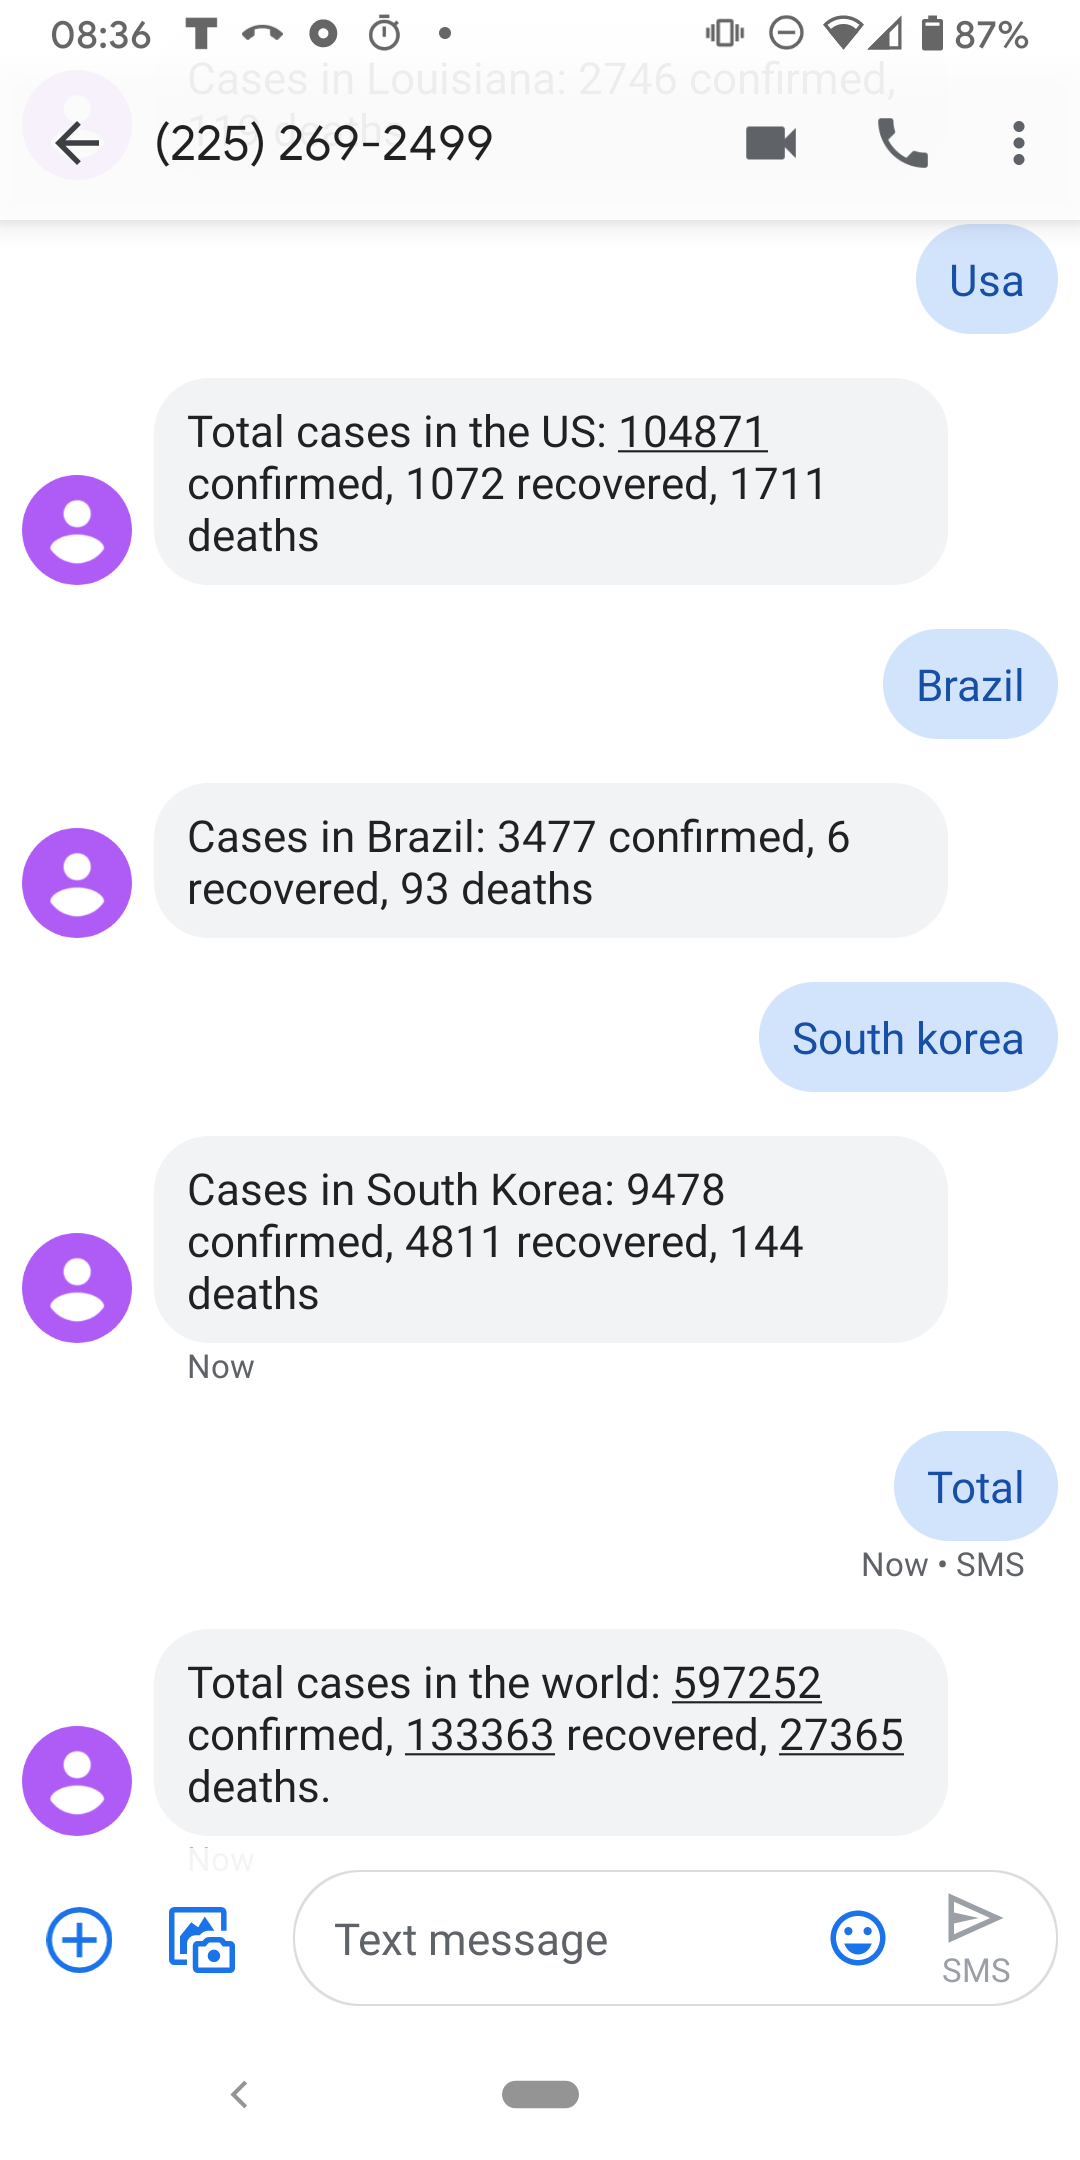 08:36 87%
Cases in Louisiana: 2746 confirmed,
119 deaths
(225) 269-2499
Usa
Total cases in the US: 104871
confirmed, 1072 recovered, 1711
deaths
Brazil
Cases in Brazil: 3477 confirmed, 6
recovered, 93 deaths
South korea
Cases in South Korea: 9478
confirmed, 4811 recovered, 144
deaths
Now
Total
Now • SMS
Total cases in the world: 597252
confirmed, 133363 recovered, 27365
deaths.
Now
Text message
SMS